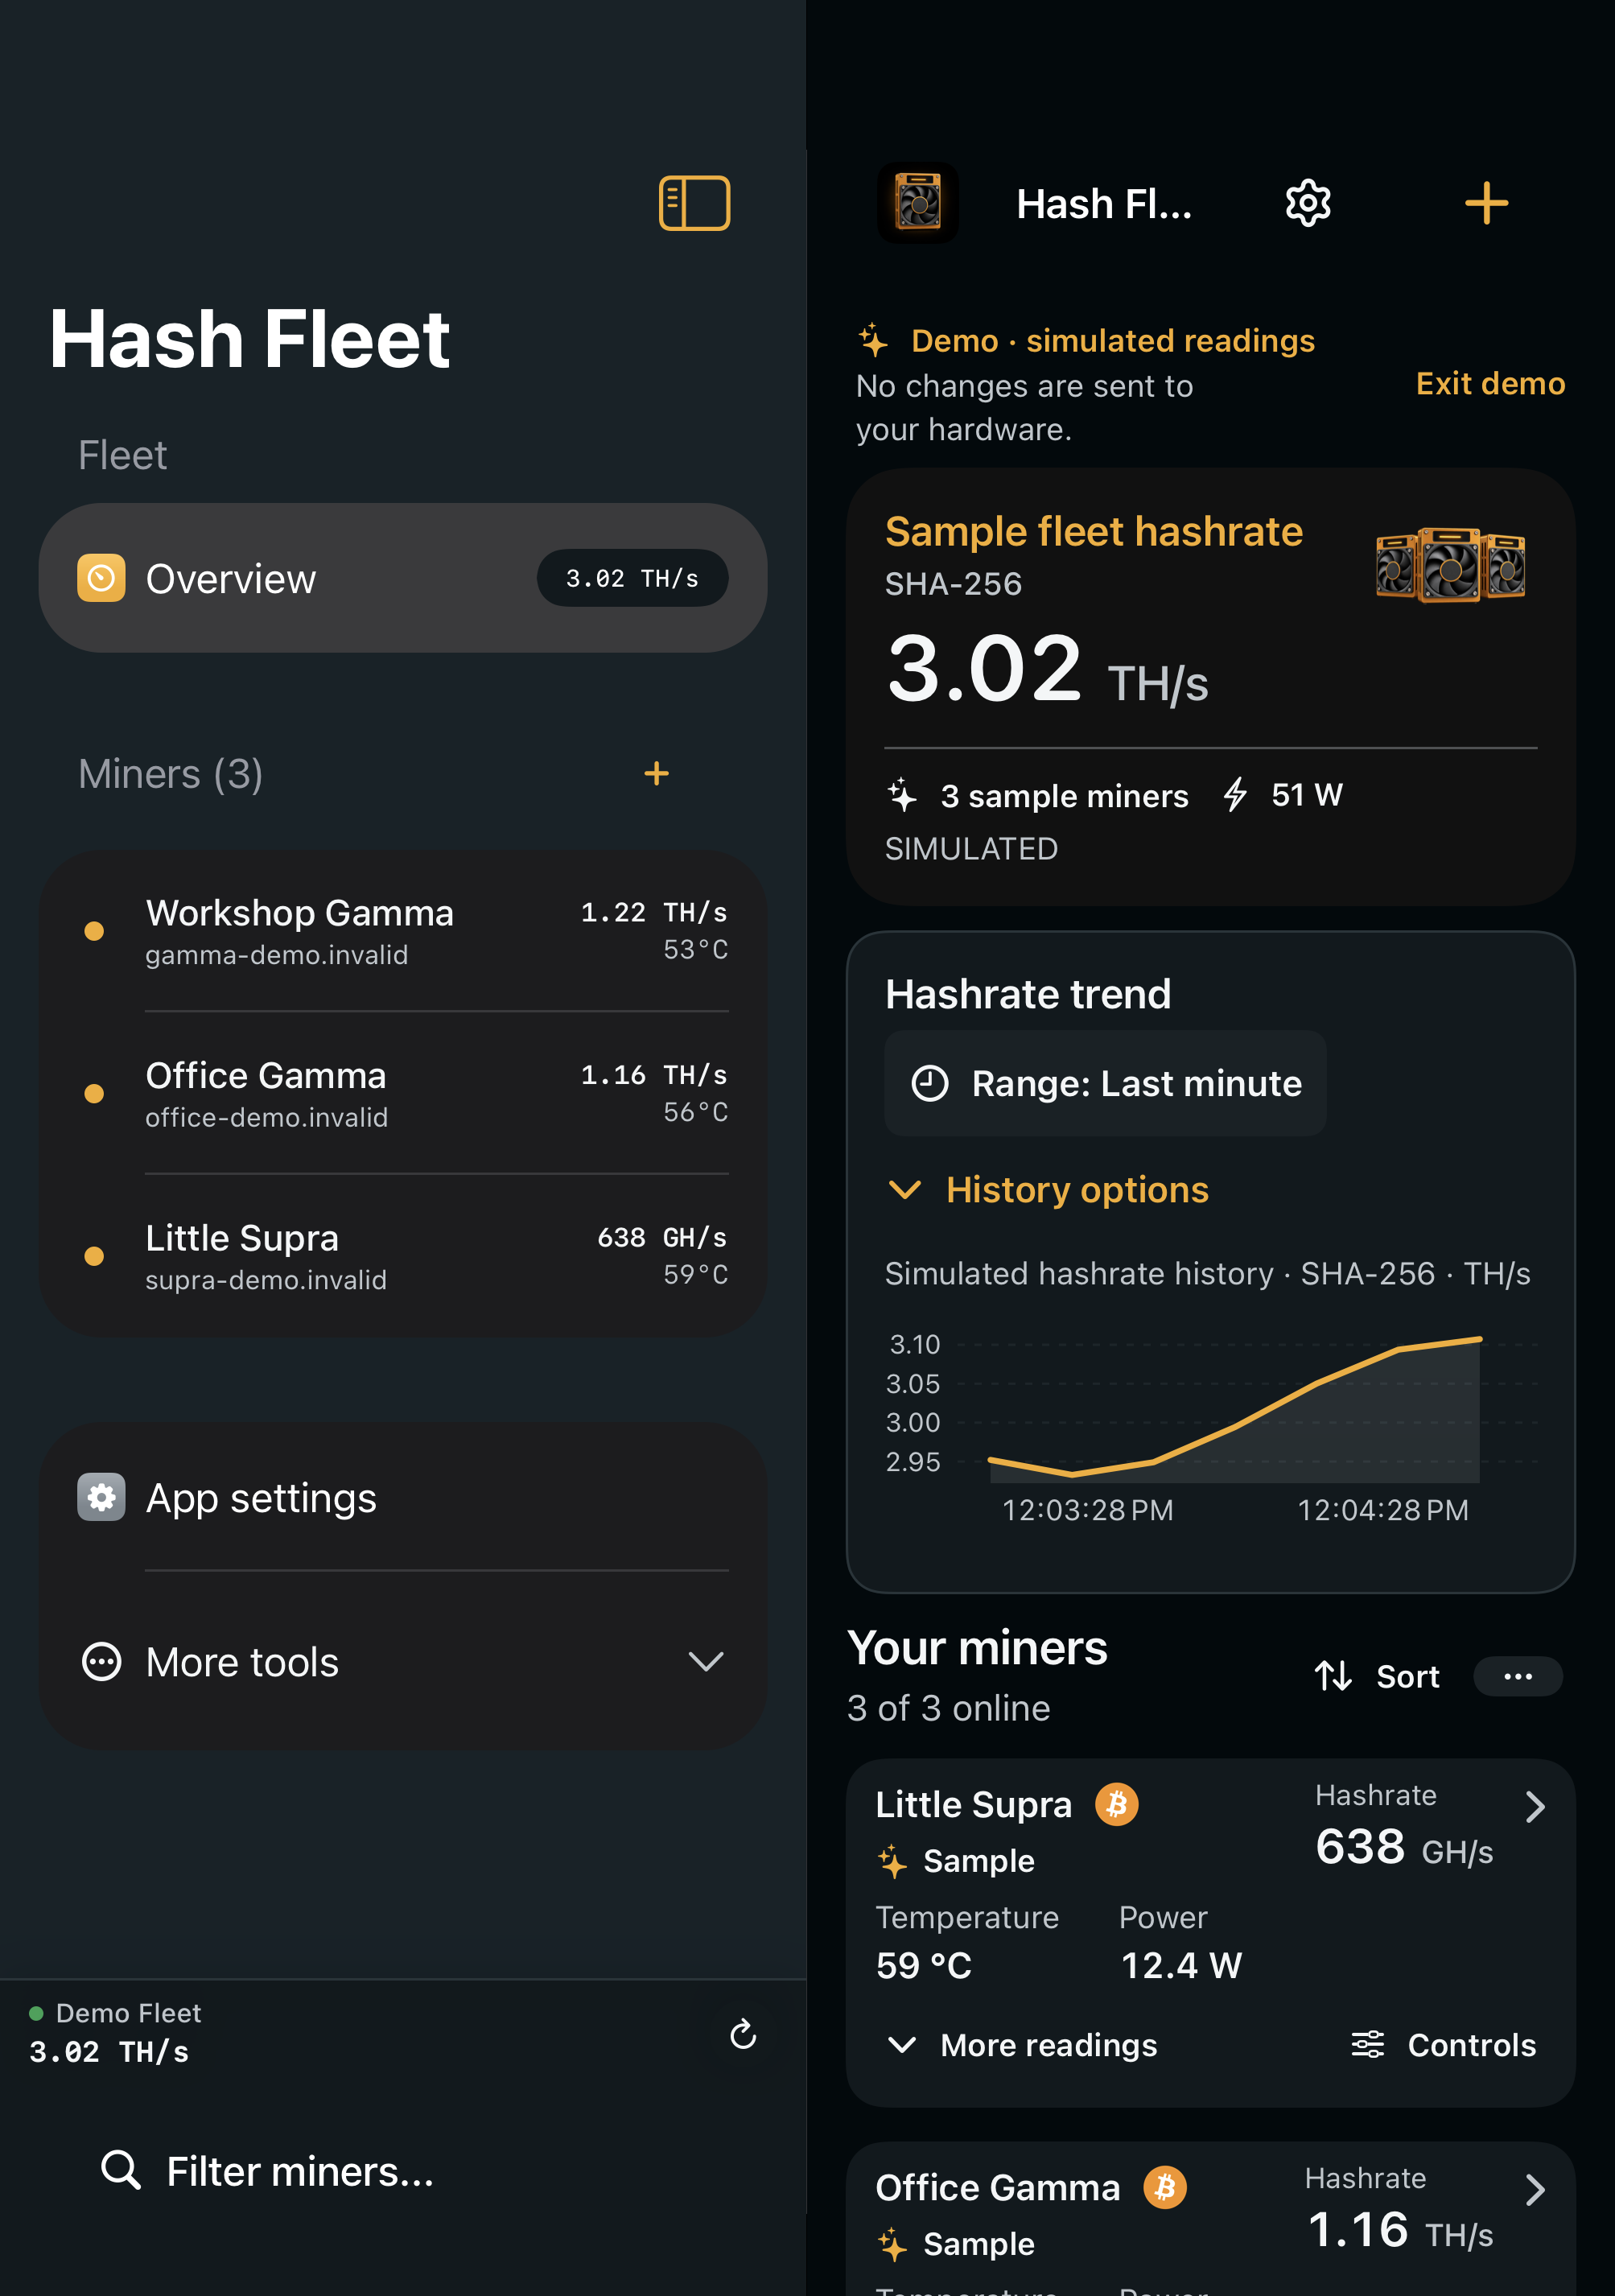 Hash Fleet
Fleet
Overview
3.02 TH/s
Miners (3)
Workshop Gamma
1.22 TH/s
gamma-demo.invalid
53°C
Office Gamma
1.16 TH/s
office-demo.invalid
56°C
Little Supra
638 GH/s
supra-demo.invalid
59°C
App settings
More tools
Demo Fleet
3.02 TH/s
Filter miners...
Hash Fl...
Demo · simulated readings
No changes are sent to
your hardware.
Exit demo
Sample fleet hashrate
SHA-256
3.02 TH/s
3 sample miners
51 W
SIMULATED
Hashrate trend
Range: Last minute
History options
Simulated hashrate history · SHA-256 · TH/s
3.10
3.05
3.00
2.95
12:03:28 PM
12:04:28 PM
Your miners
3 of 3 online
Sort
Little Supra
Hashrate
638 GH/s
Sample
Temperature
Power
59 °C
12.4 W
More readings
Controls
Office Gamma
Hashrate
1.16 TH/s
Sample
Temperature
Power